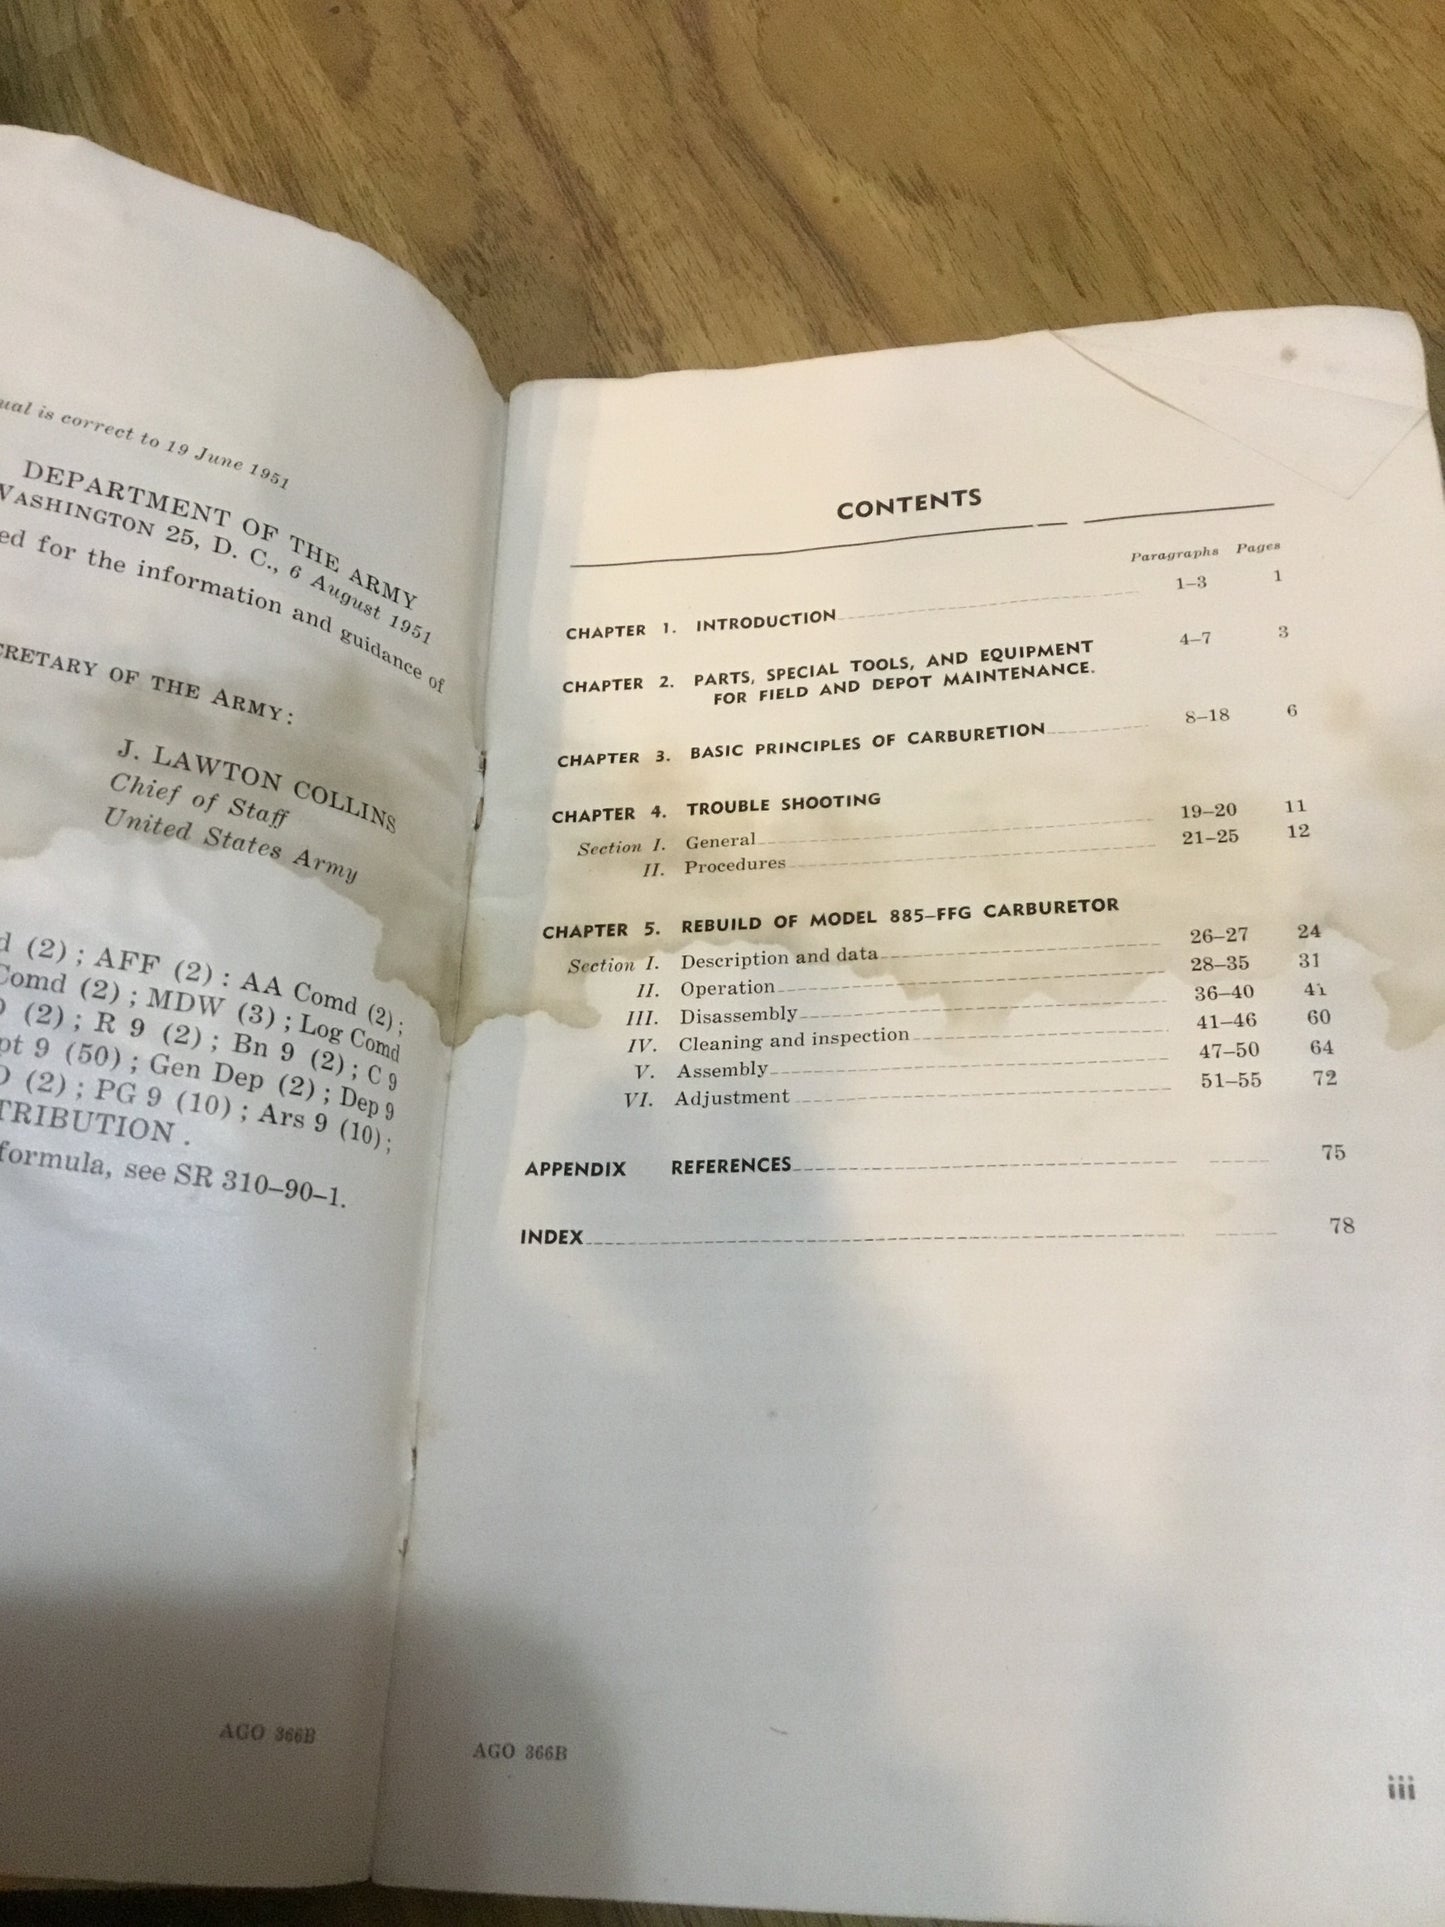 ual is correct to 19 June 1951
DEPARTMENT OF THE ARMY
WASHINGTON 25, D. C., 6 August 1951
ed for the information and guidance of
CRETARY OF THE ARMY:
J. LAWTON COLLINS
Chief of Staff
United States Army
d (2); AFF (2): AA Comd (2);
Comd (2); MDW (3); Log Comd
(2); R 9 (2); Bn 9 (2); C 9
pt 9 (50); Gen Dep (2); Dep 9
(2); PG 9 (10); Ars 9 (10);
TRIBUTION.
formula, see SR 310–90–1.
AGO 366B
CONTENTS
Paragraphs Pages
CHAPTER 1. INTRODUCTION 1–3 1
CHAPTER 2. PARTS, SPECIAL TOOLS, AND EQUIPMENT 4–7 3
FOR FIELD AND DEPOT MAINTENANCE.
CHAPTER 3. BASIC PRINCIPLES OF CARBURETION 8–18 6
CHAPTER 4. TROUBLE SHOOTING
Section I. General 19–20 11
II. Procedures 21–25 12
CHAPTER 5. REBUILD OF MODEL 885–FFG CARBURETOR
Section I. Description and data 26–27 24
II. Operation 28–35 31
III. Disassembly 36–40 41
IV. Cleaning and inspection 41–46 60
V. Assembly 47–50 64
VI. Adjustment 51–55 72
APPENDIX REFERENCES 75
INDEX 78
AGO 366B
iii